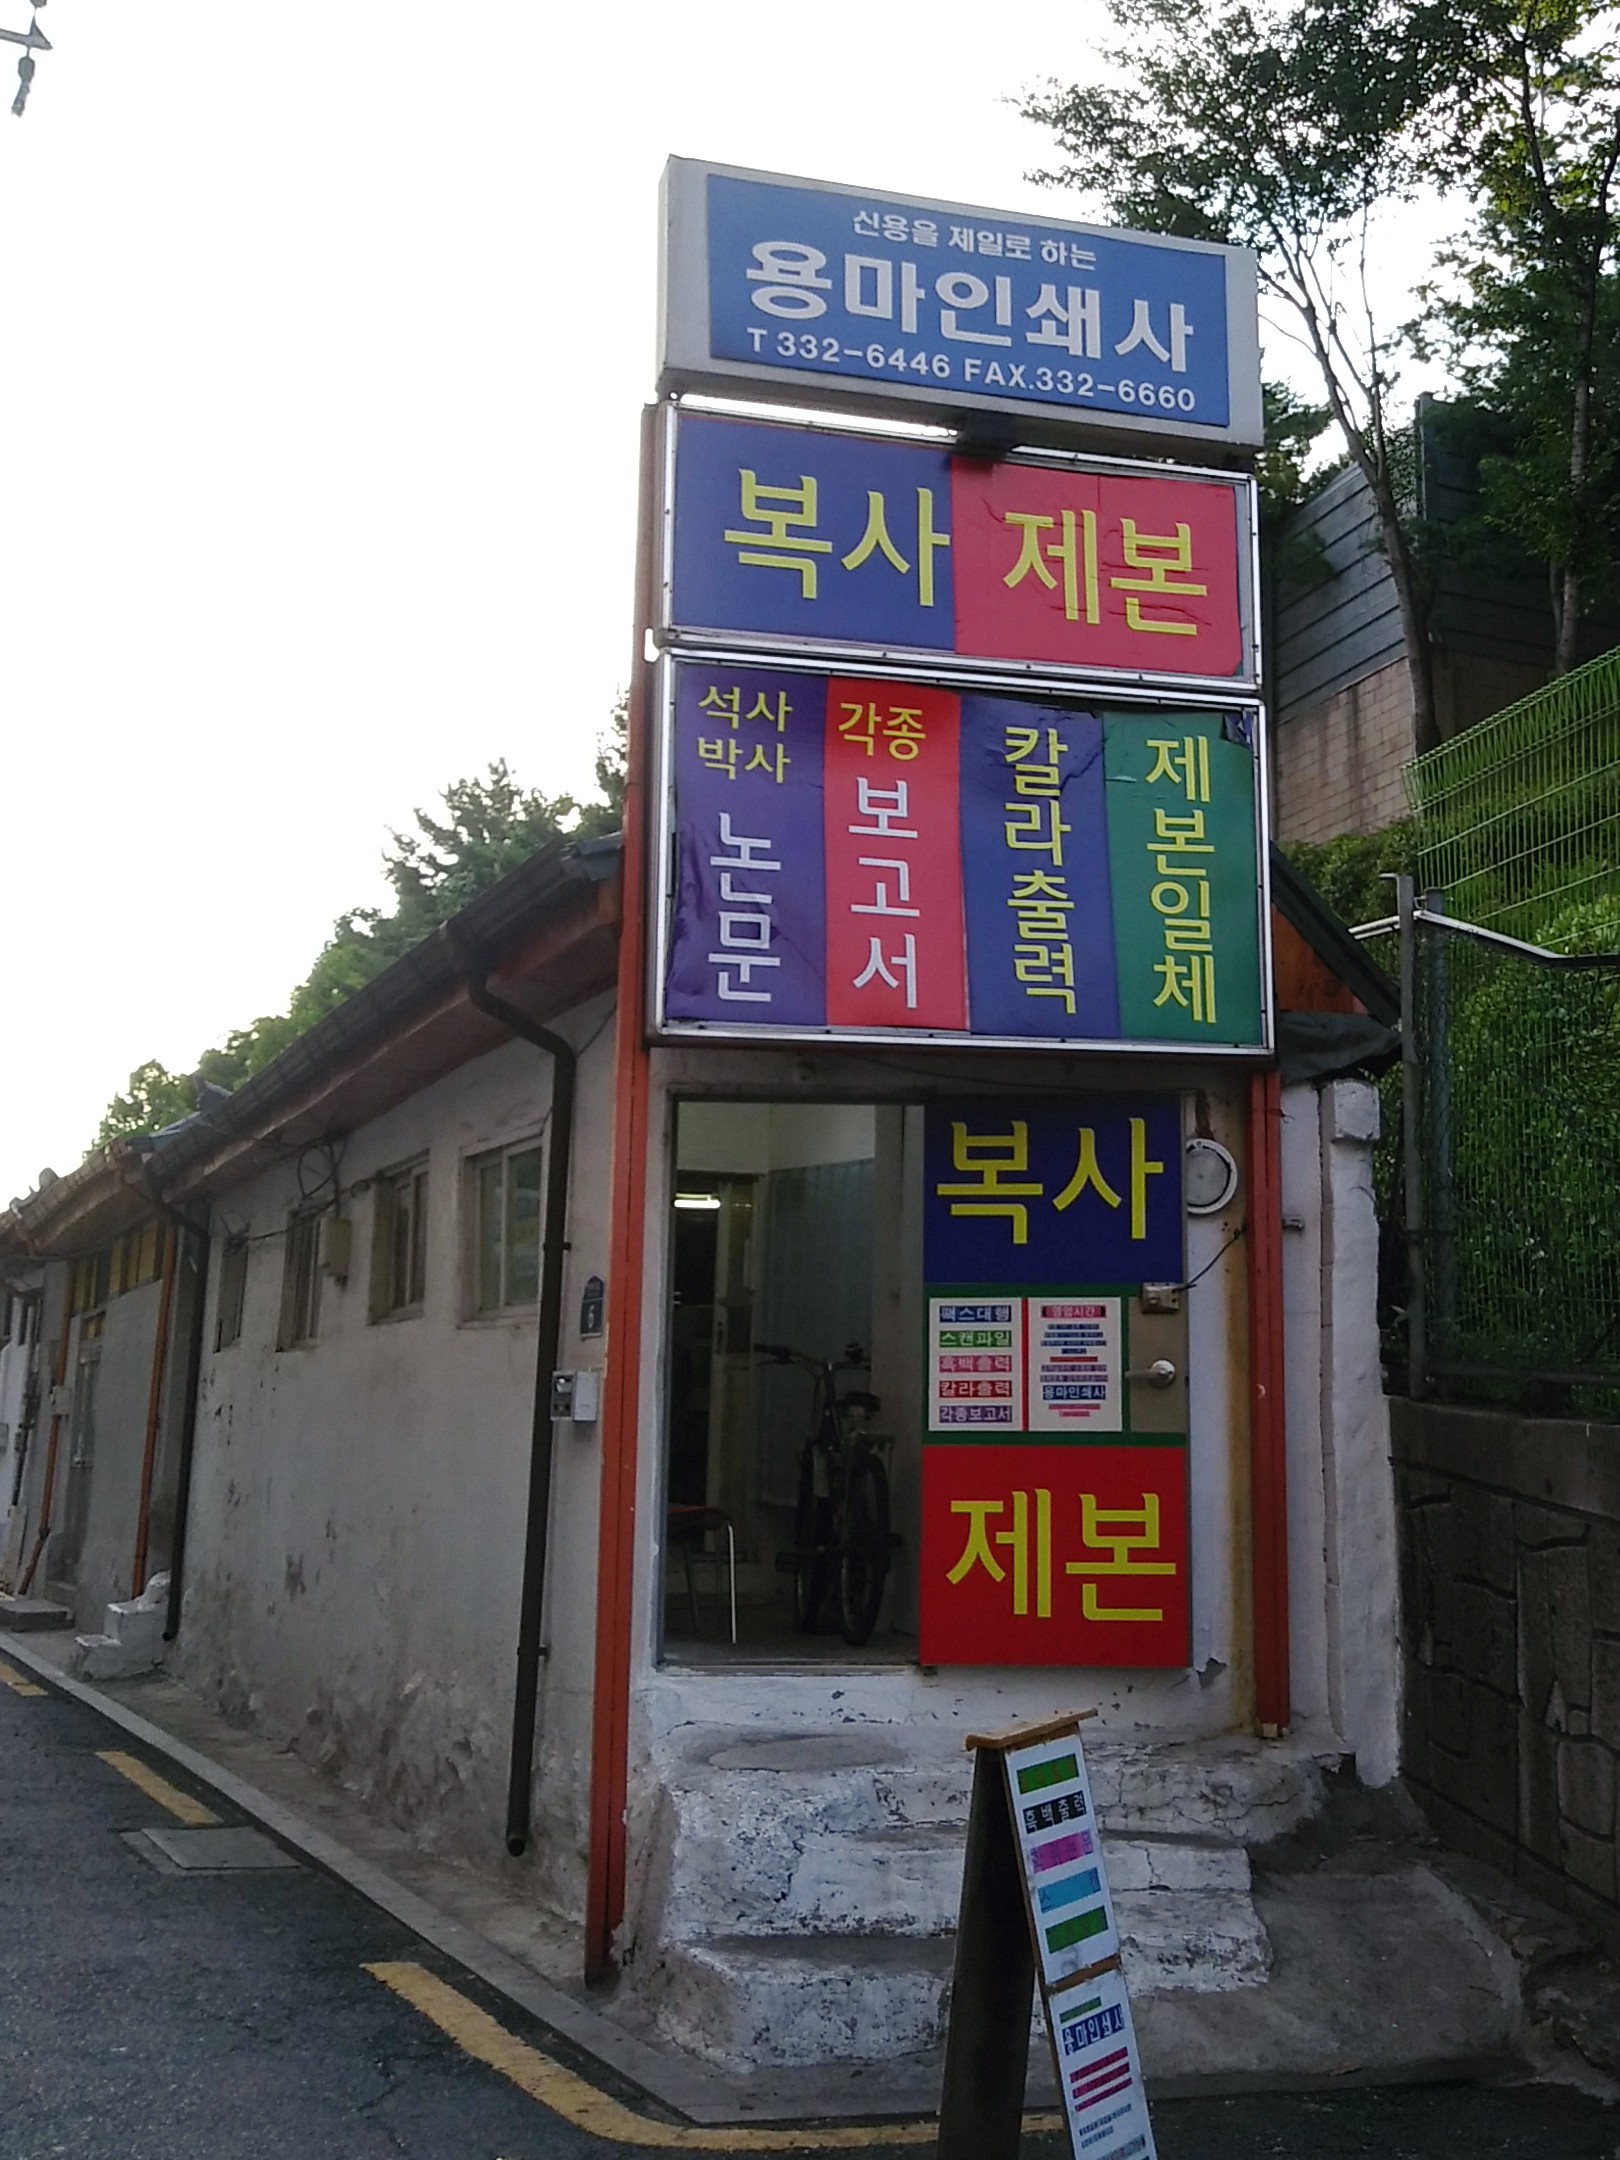 신용을 제일로 하는
용마인쇄사
T 332-6446 FAX.332-6660
복사 제본
석사
박사
논문
각종
보고서
칼라출력
제본일체
복사
팩스대행
스캔파일
흑백출력
칼라출력
각종보고서
영업시간
용마인쇄사
제본
6
흑백출력
용마인쇄사